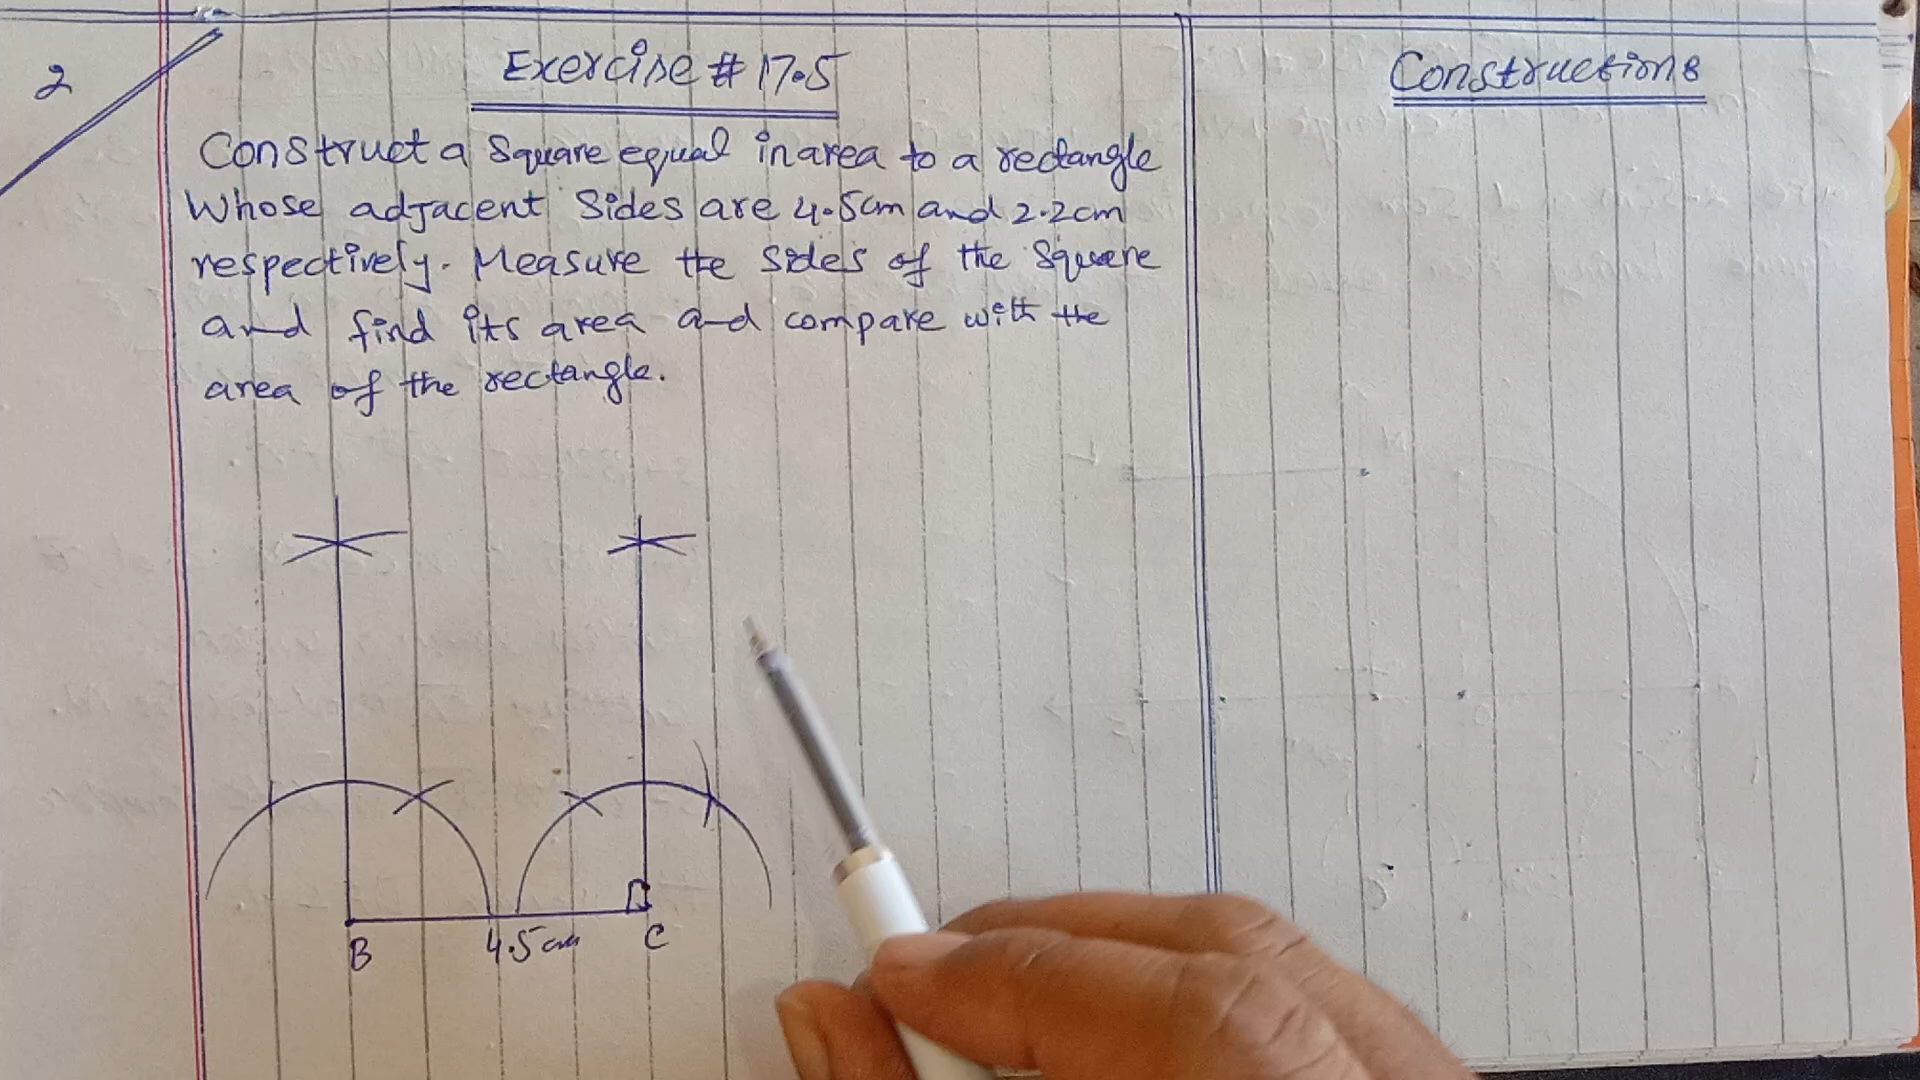 2
Exercise # 17.5
Constructions
Construct a Square equal in area to a rectangle
Whose adjacent Sides are 4.5cm and 2.2cm
respectively. Measure the sides of the Square
and find its area and compare with the
area of the rectangle.
B 4.5cm C